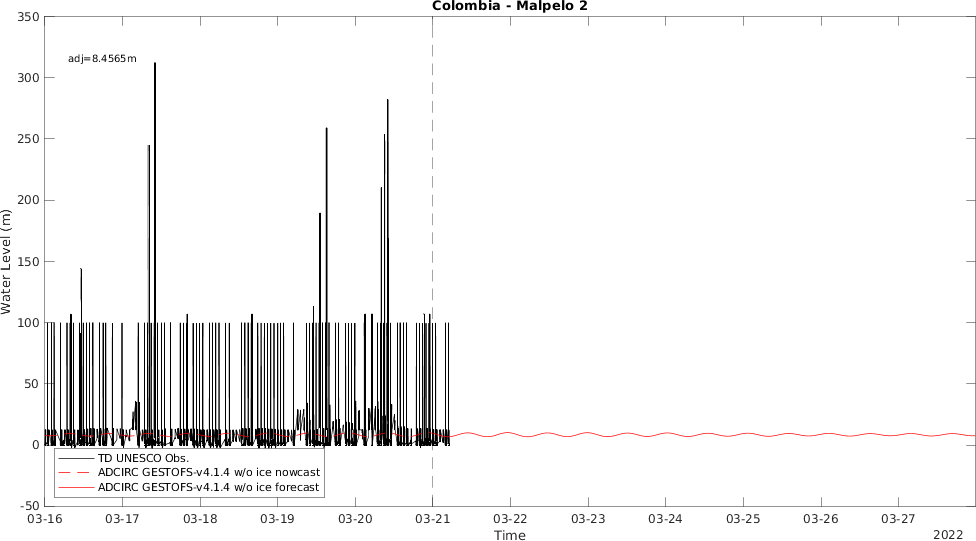 Colombia - Malpelo 2
adj=8.4565m
Water Level (m)
350
300
250
200
150
100
50
0
-50
TD UNESCO Obs.
ADCIRC GESTOFS-v4.1.4 w/o ice nowcast
ADCIRC GESTOFS-v4.1.4 w/o ice forecast
03-16 03-17 03-18 03-19 03-20 03-21 03-22 03-23 03-24 03-25 03-26 03-27
Time
2022